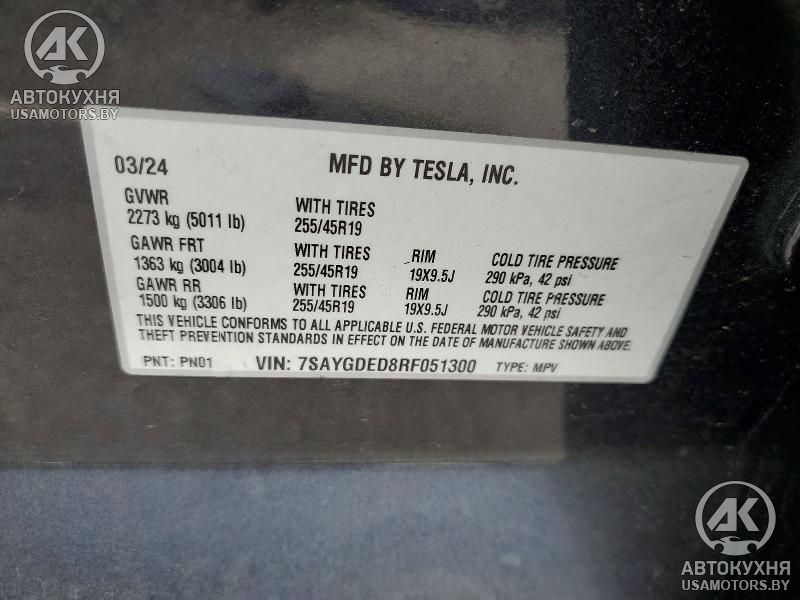 AK
АВТОКУХНЯ
USAMOTORS.BY
03/24 MFD BY TESLA, INC.
GVWR WITH TIRES
2273 kg (5011 lb) 255/45R19
GAWR FRT WITH TIRES RIM COLD TIRE PRESSURE
1363 kg (3004 lb) 255/45R19 19X9.5J 290 kPa, 42 psi
GAWR RR WITH TIRES RIM COLD TIRE PRESSURE
1500 kg (3306 lb) 255/45R19 19X9.5J 290 kPa, 42 psi
THIS VEHICLE CONFORMS TO ALL APPLICABLE U.S. FEDERAL MOTOR VEHICLE SAFETY AND
THEFT PREVENTION STANDARDS IN EFFECT ON THE DATE OF MANUFACTURE SHOWN ABOVE.
PNT: PN01 VIN: 7SAYGDED8RF051300 TYPE: MPV
AK
АВТОКУХНЯ
USAMOTORS.BY